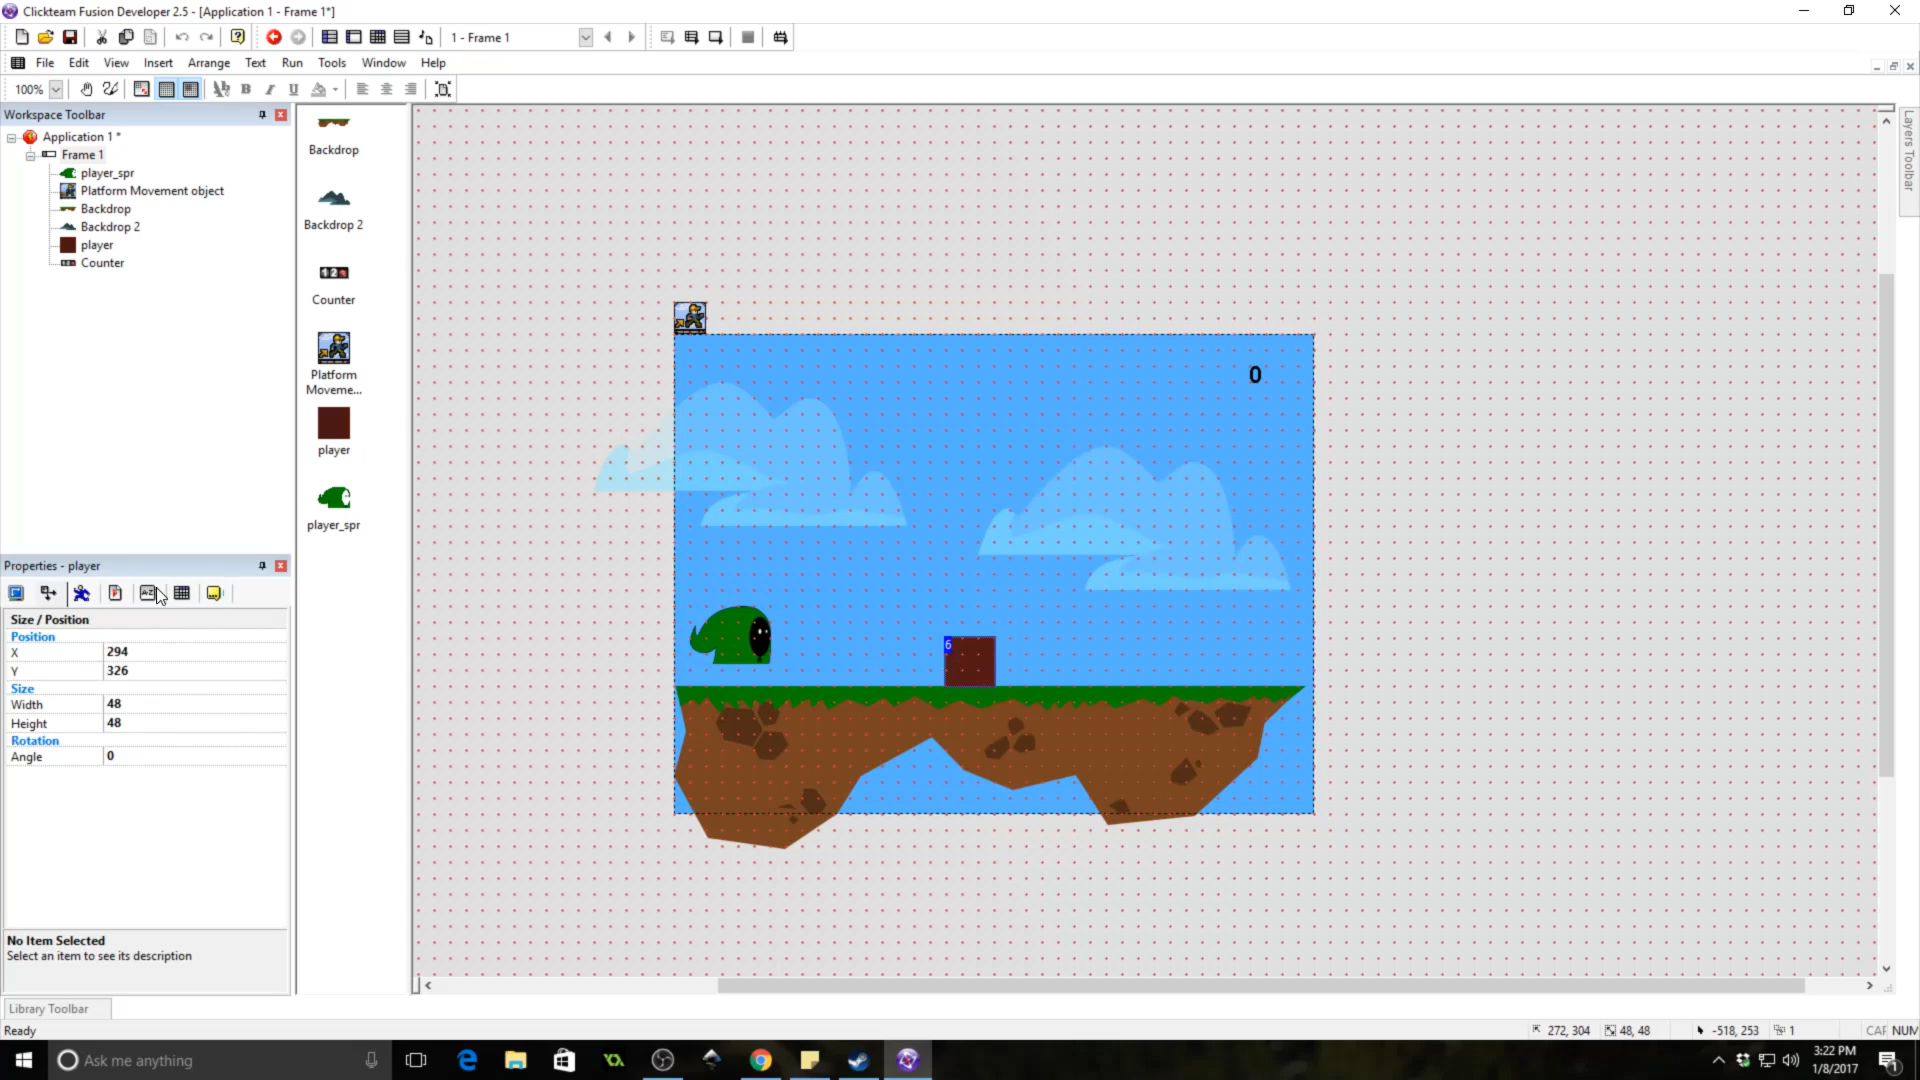 Clickteam Fusion Developer 2.5 - [Application 1 - Frame 1*]
1 - Frame 1
File Edit View Insert Arrange Text Run Tools Window Help
100%
Workspace Toolbar
Application 1 *
Frame 1
player_spr
Platform Movement object
Backdrop
Backdrop 2
player
Counter
Backdrop
Backdrop 2
Counter
Platform
Moveme...
player
player_spr
0
6
Layers Toolbar
Properties - player
Size / Position
Position
X 294
Y 326
Size
Width 48
Height 48
Rotation
Angle 0
No Item Selected
Select an item to see its description
Library Toolbar
Ready
272, 304 48, 48 -518, 253 1 CAP NUM
Ask me anything
3:22 PM
1/8/2017
1